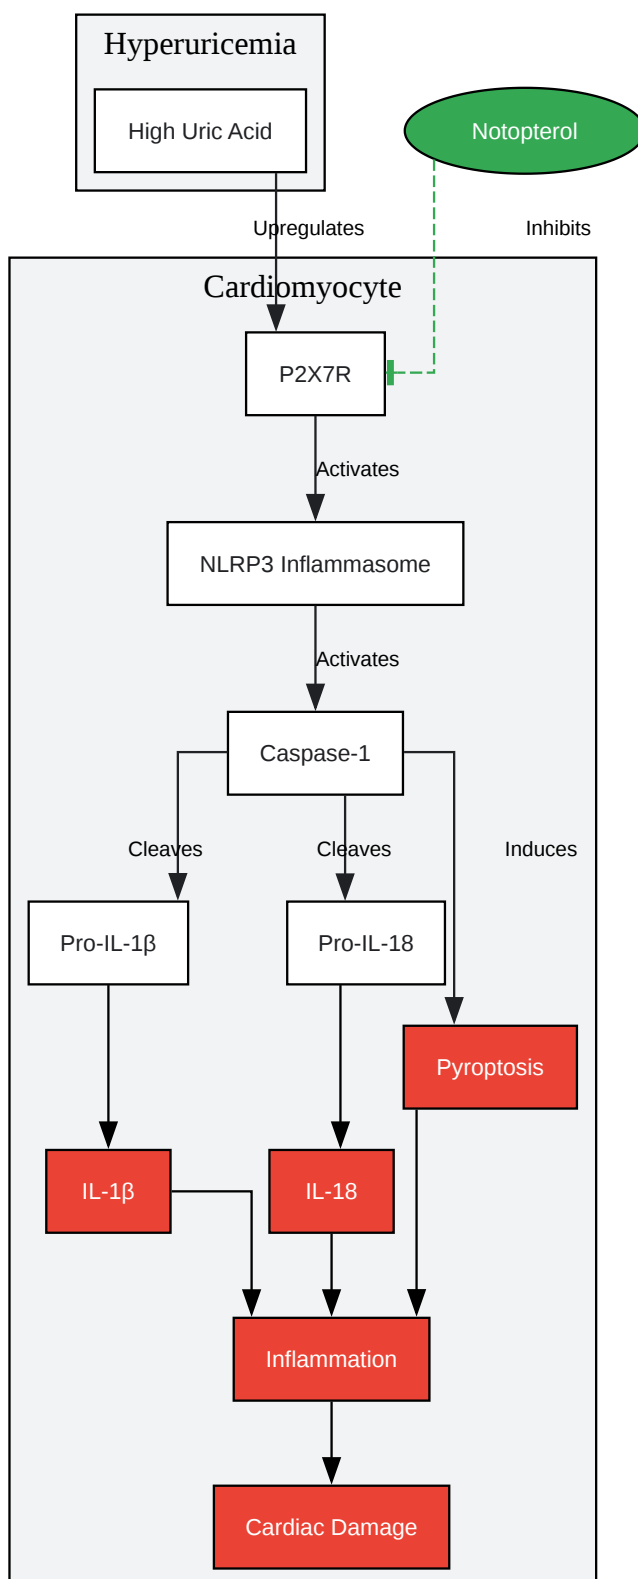 Hyperuricemia
High Uric Acid
Notopterol
Upregulates
Inhibits
Cardiomyocyte
P2X7R
Activates
NLRP3 Inflammasome
Activates
Caspase-1
Cleaves
Cleaves
Induces
Pro-IL-1β
Pro-IL-18
Pyroptosis
IL-1β
IL-18
Inflammation
Cardiac Damage